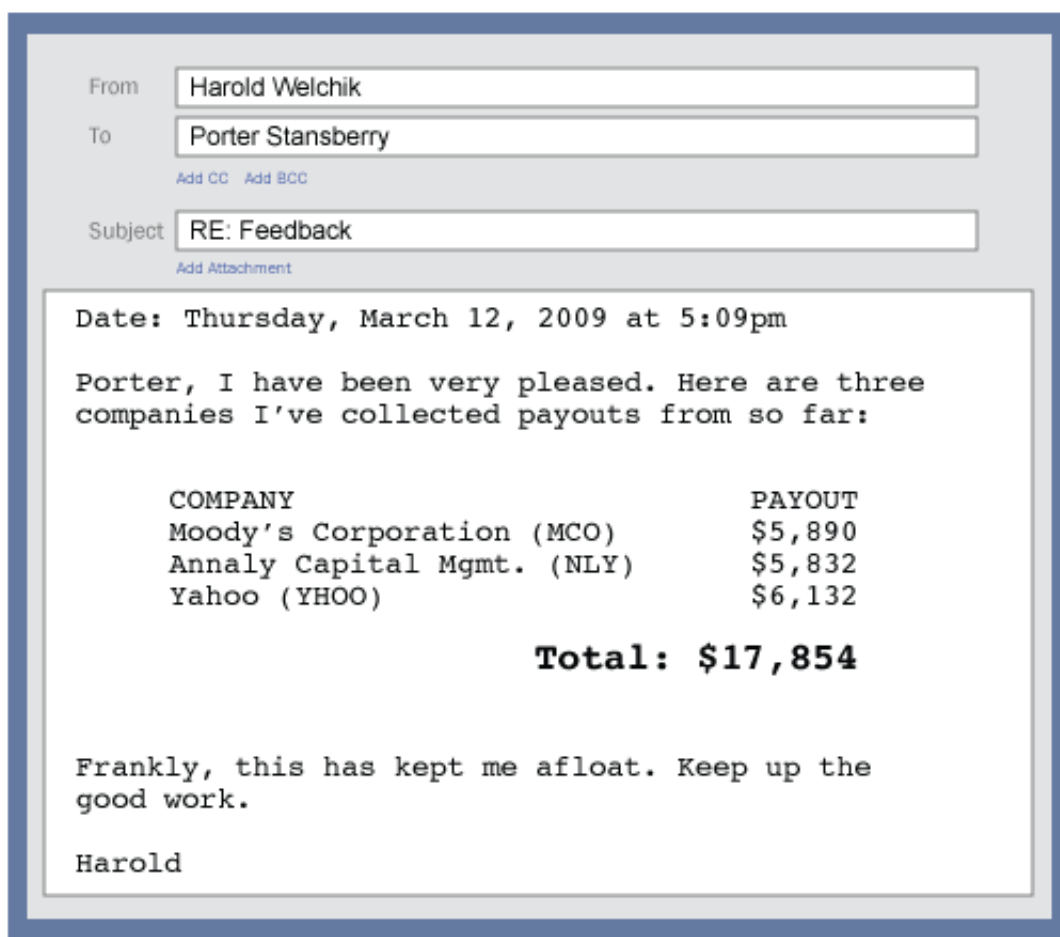 From Harold Welchik
To Porter Stansberry
Add CC Add BCC
Subject RE: Feedback
Add Attachment
Date: Thursday, March 12, 2009 at 5:09pm
Porter, I have been very pleased. Here are three
companies I've collected payouts from so far:
COMPANY PAYOUT
Moody's Corporation (MCO) $5,890
Annaly Capital Mgmt. (NLY) $5,832
Yahoo (YHOO) $6,132
Total: $17,854
Frankly, this has kept me afloat. Keep up the
good work.
Harold